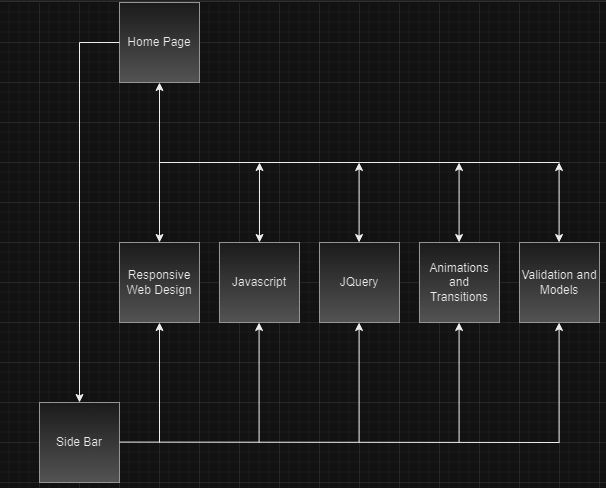 Home Page
Responsive
Web Design
Javascript
JQuery
Animations
and
Transitions
Validation and
Models
Side Bar